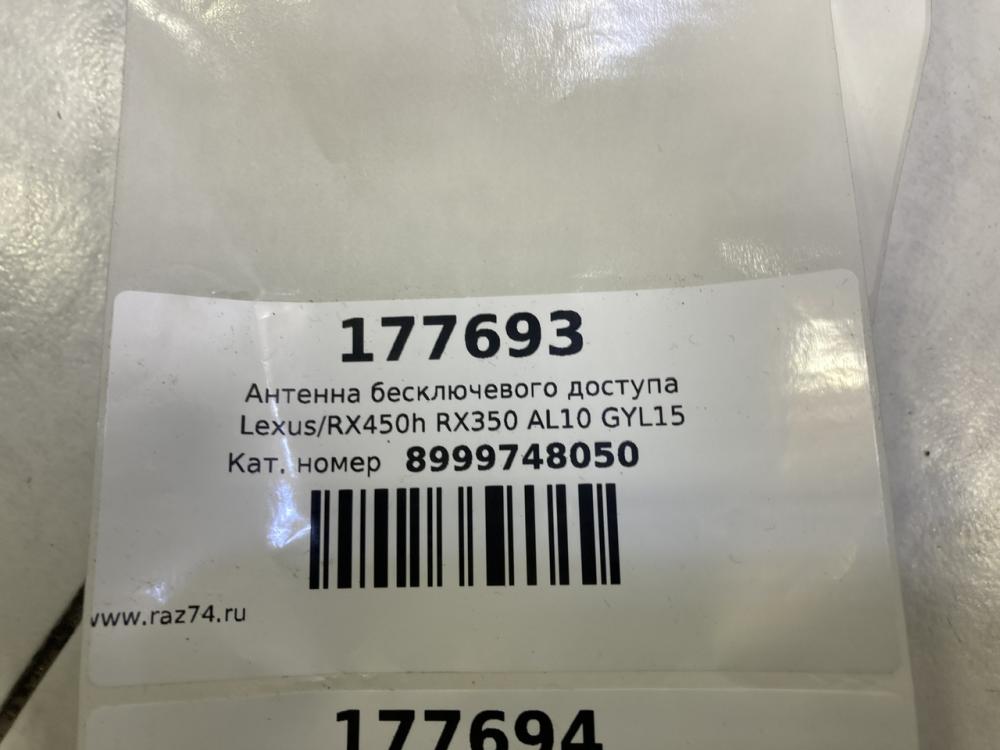 177693
Антенна бесключевого доступа
Lexus/RX450h RX350 AL10 GYL15
Кат. номер 8999748050
www.raz74.ru
177694